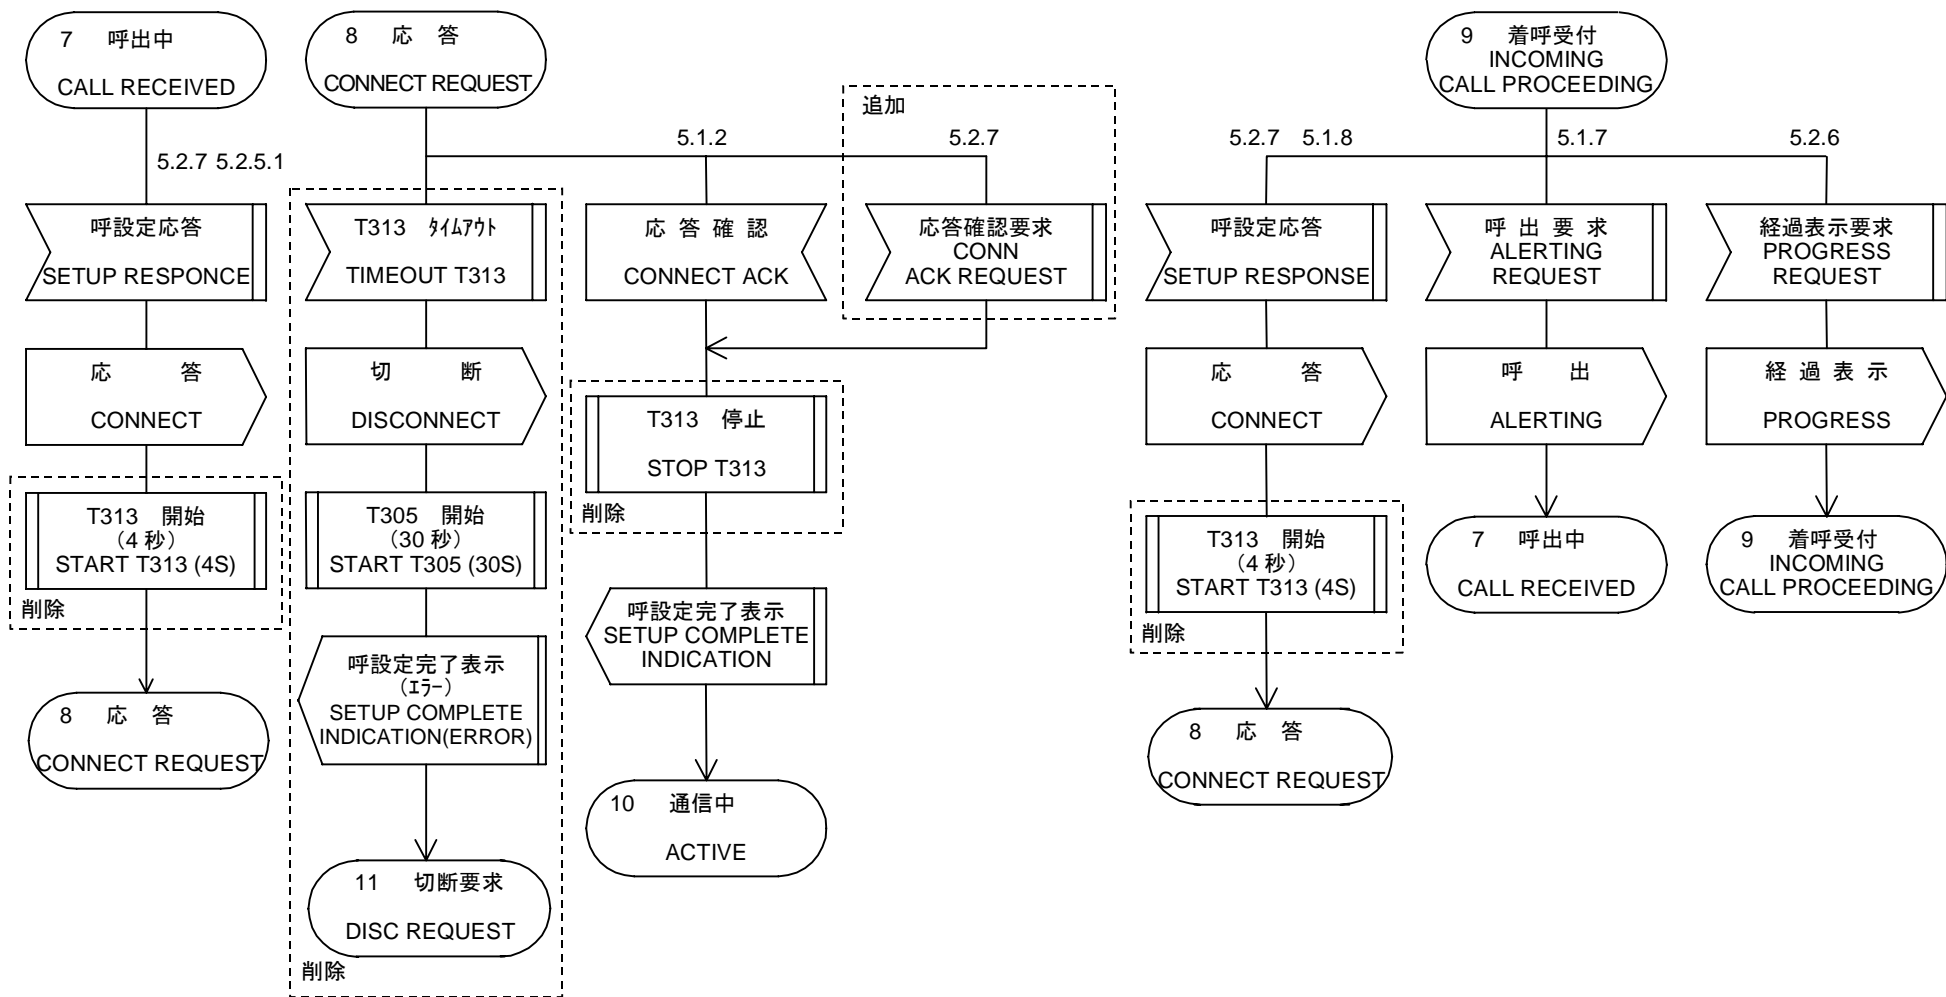 7 呼出中
CALL RECEIVED
5.2.7 5.2.5.1
呼設定応答
SETUP RESPONCE
応 答
CONNECT
T313 開始
（4 秒）
START T313 (4S)
削除
8 応 答
CONNECT REQUEST
8 応 答
CONNECT REQUEST
T313 ﾀｲﾑｱｳﾄ
TIMEOUT T313
切 断
DISCONNECT
T305 開始
（30 秒）
START T305 (30S)
呼設定完了表示
（ｴﾗｰ）
SETUP COMPLETE
INDICATION(ERROR)
11 切断要求
DISC REQUEST
削除
5.1.2
応 答 確 認
CONNECT ACK
T313 停止
STOP T313
削除
呼設定完了表示
SETUP COMPLETE
INDICATION
10 通信中
ACTIVE
追加
5.2.7
応答確認要求
CONN
ACK REQUEST
9 着呼受付
INCOMING
CALL PROCEEDING
5.2.7 5.1.8
呼設定応答
SETUP RESPONSE
応 答
CONNECT
T313 開始
（4 秒）
START T313 (4S)
削除
8 応 答
CONNECT REQUEST
5.1.7
呼 出 要 求
ALERTING
REQUEST
呼 出
ALERTING
7 呼出中
CALL RECEIVED
5.2.6
経過表示要求
PROGRESS
REQUEST
経 過 表 示
PROGRESS
9 着呼受付
INCOMING
CALL PROCEEDING